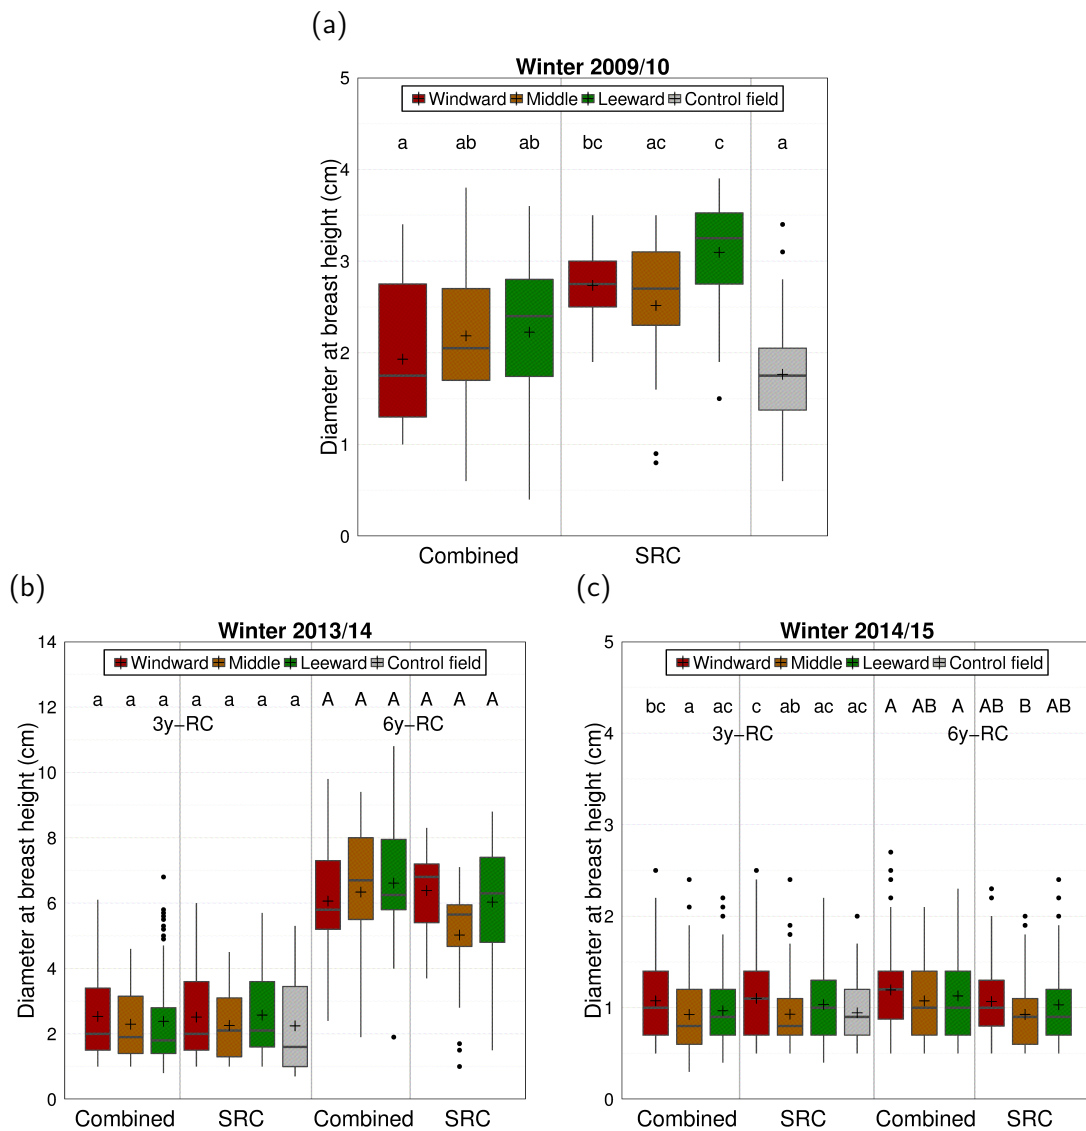 (a)
Winter 2009/10
Windward Middle Leeward Control field
a ab ab bc ac c a
Diameter at breast height (cm)
5
4
3
2
1
0
Combined SRC
(b)
Winter 2013/14
Windward Middle Leeward Control field
a a a a a a a A A A A A A
3y−RC 6y−RC
Diameter at breast height (cm)
14
12
10
8
6
4
2
0
Combined SRC Combined SRC
(c)
Winter 2014/15
Windward Middle Leeward Control field
bc a ac c ab ac ac A AB A AB B AB
3y−RC 6y−RC
Diameter at breast height (cm)
5
4
3
2
1
0
Combined SRC Combined SRC